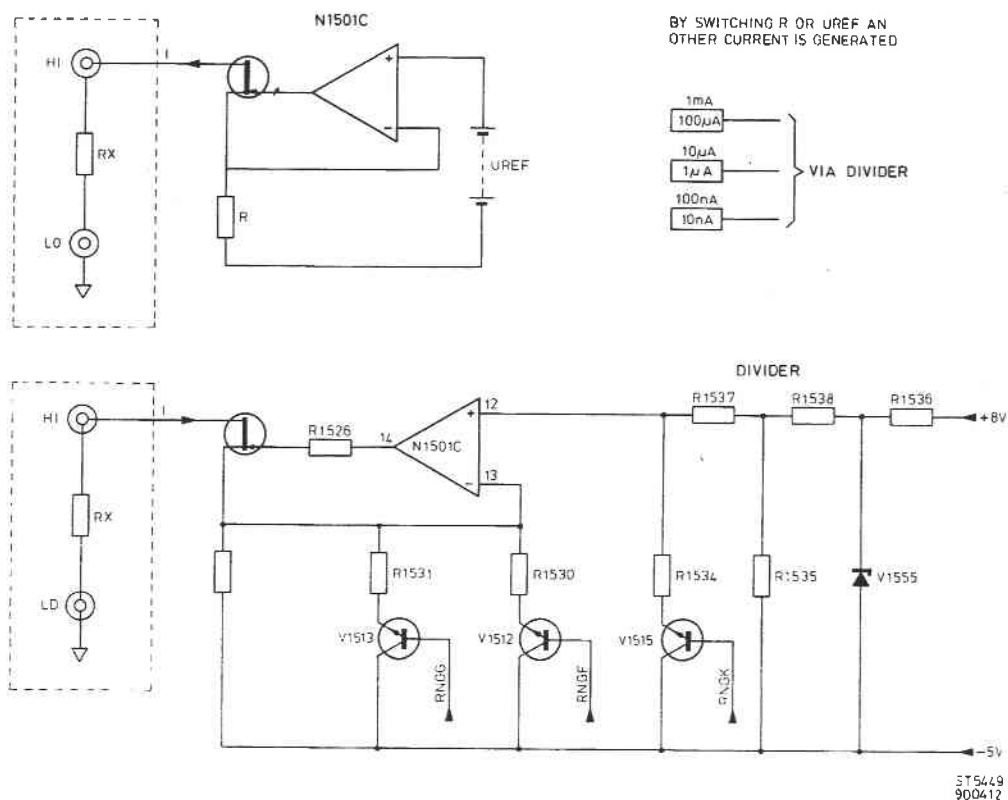 N1501C
BY SWITCHING R OR UREF AN
OTHER CURRENT IS GENERATED
HI
I
RX
LO
R
UREF
1mA
100µA
10µA
1µA
100nA
10nA
VIA DIVIDER
DIVIDER
HI
I
RX
LO
R1526
14
N1501C
12
13
R1537
R1538
R1536
+8V
R1531
R1530
R1534
R1535
V1555
V1513
V1512
V1515
RNGG
RNGF
RNGK
-5V
ST5449
900412